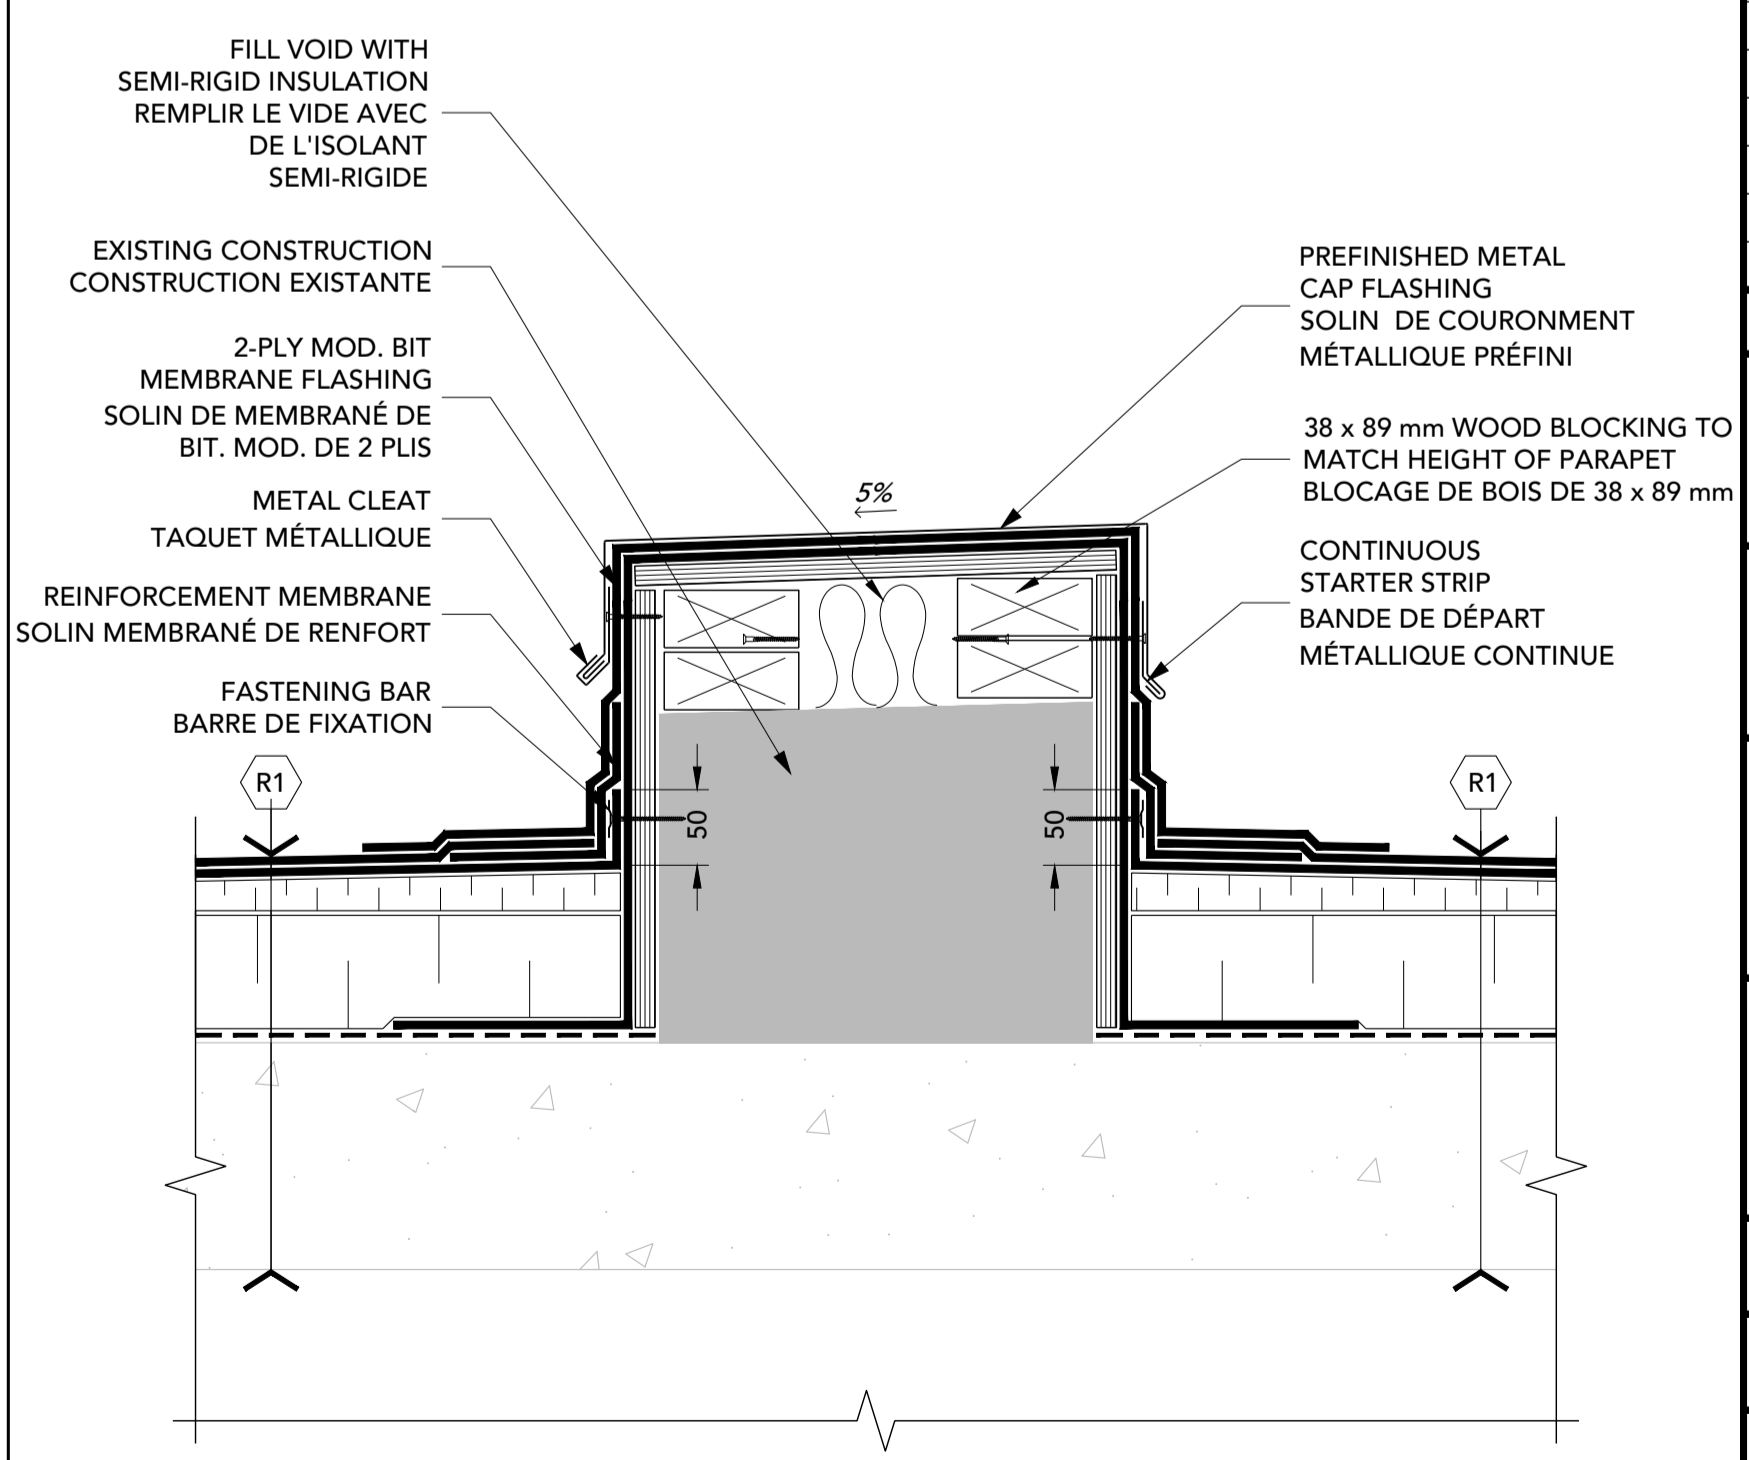 FILL VOID WITH
SEMI-RIGID INSULATION
REMPLIR LE VIDE AVEC
DE L'ISOLANT
SEMI-RIGIDE
EXISTING CONSTRUCTION
CONSTRUCTION EXISTANTE
2-PLY MOD. BIT
MEMBRANE FLASHING
SOLIN DE MEMBRANÉ DE
BIT. MOD. DE 2 PLIS
METAL CLEAT
TAQUET MÉTALLIQUE
REINFORCEMENT MEMBRANE
SOLIN MEMBRANÉ DE RENFORT
FASTENING BAR
BARRE DE FIXATION
R1
5%
50
50
PREFINISHED METAL
CAP FLASHING
SOLIN DE COURONMENT
MÉTALLIQUE PRÉFINI
38 x 89 mm WOOD BLOCKING TO
MATCH HEIGHT OF PARAPET
BLOCAGE DE BOIS DE 38 x 89 mm
CONTINUOUS
STARTER STRIP
BANDE DE DÉPART
MÉTALLIQUE CONTINUE
R1